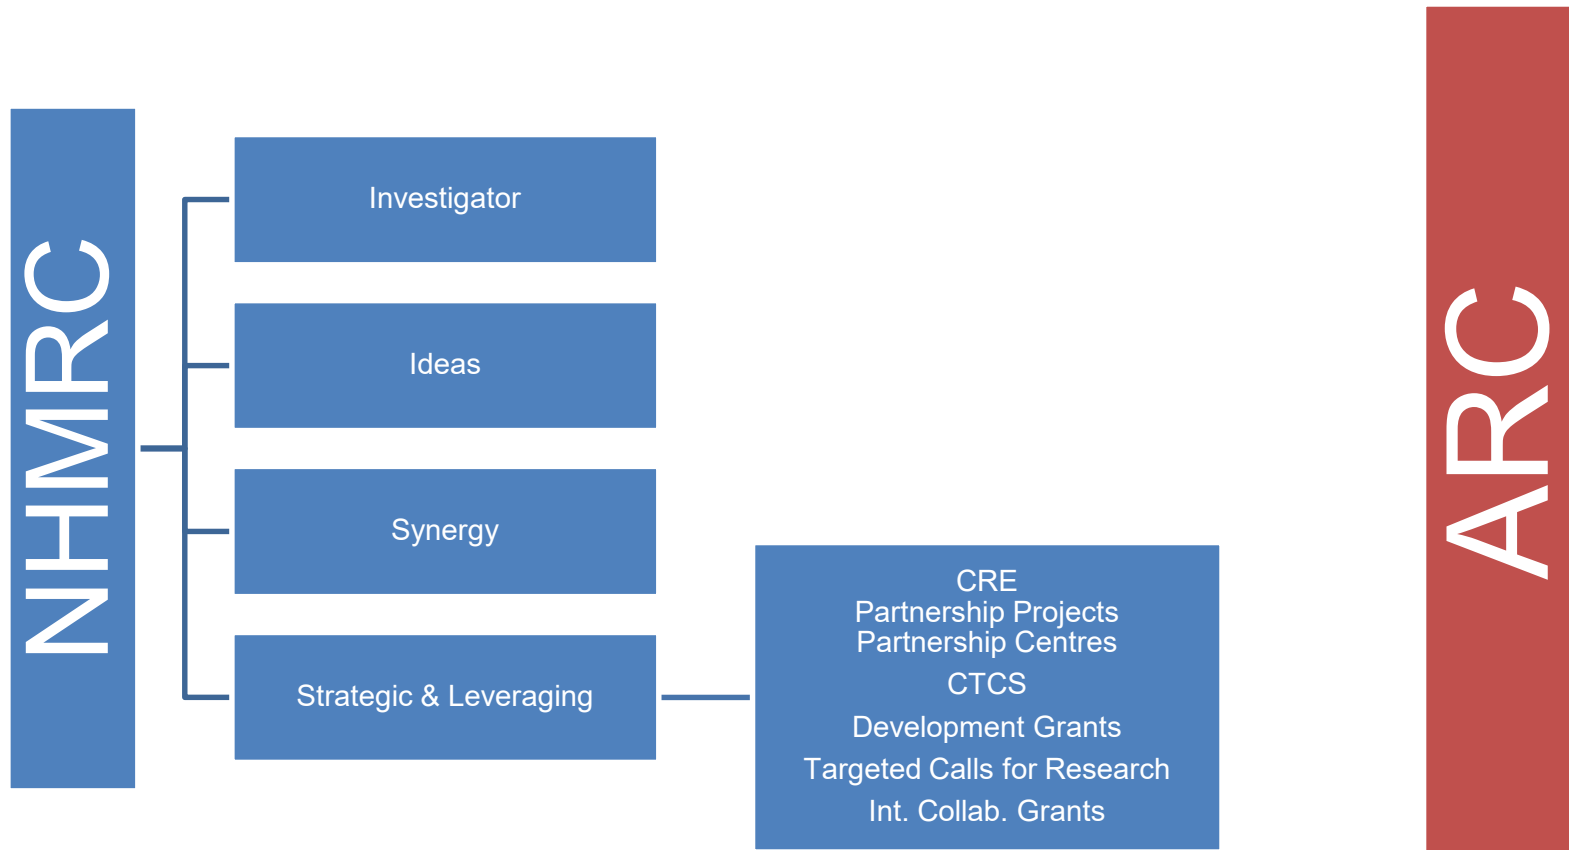 NHMRC
Investigator
Ideas
Synergy
Strategic & Leveraging
CRE
Partnership Projects
Partnership Centres
CTCS
Development Grants
Targeted Calls for Research
Int. Collab. Grants
ARC